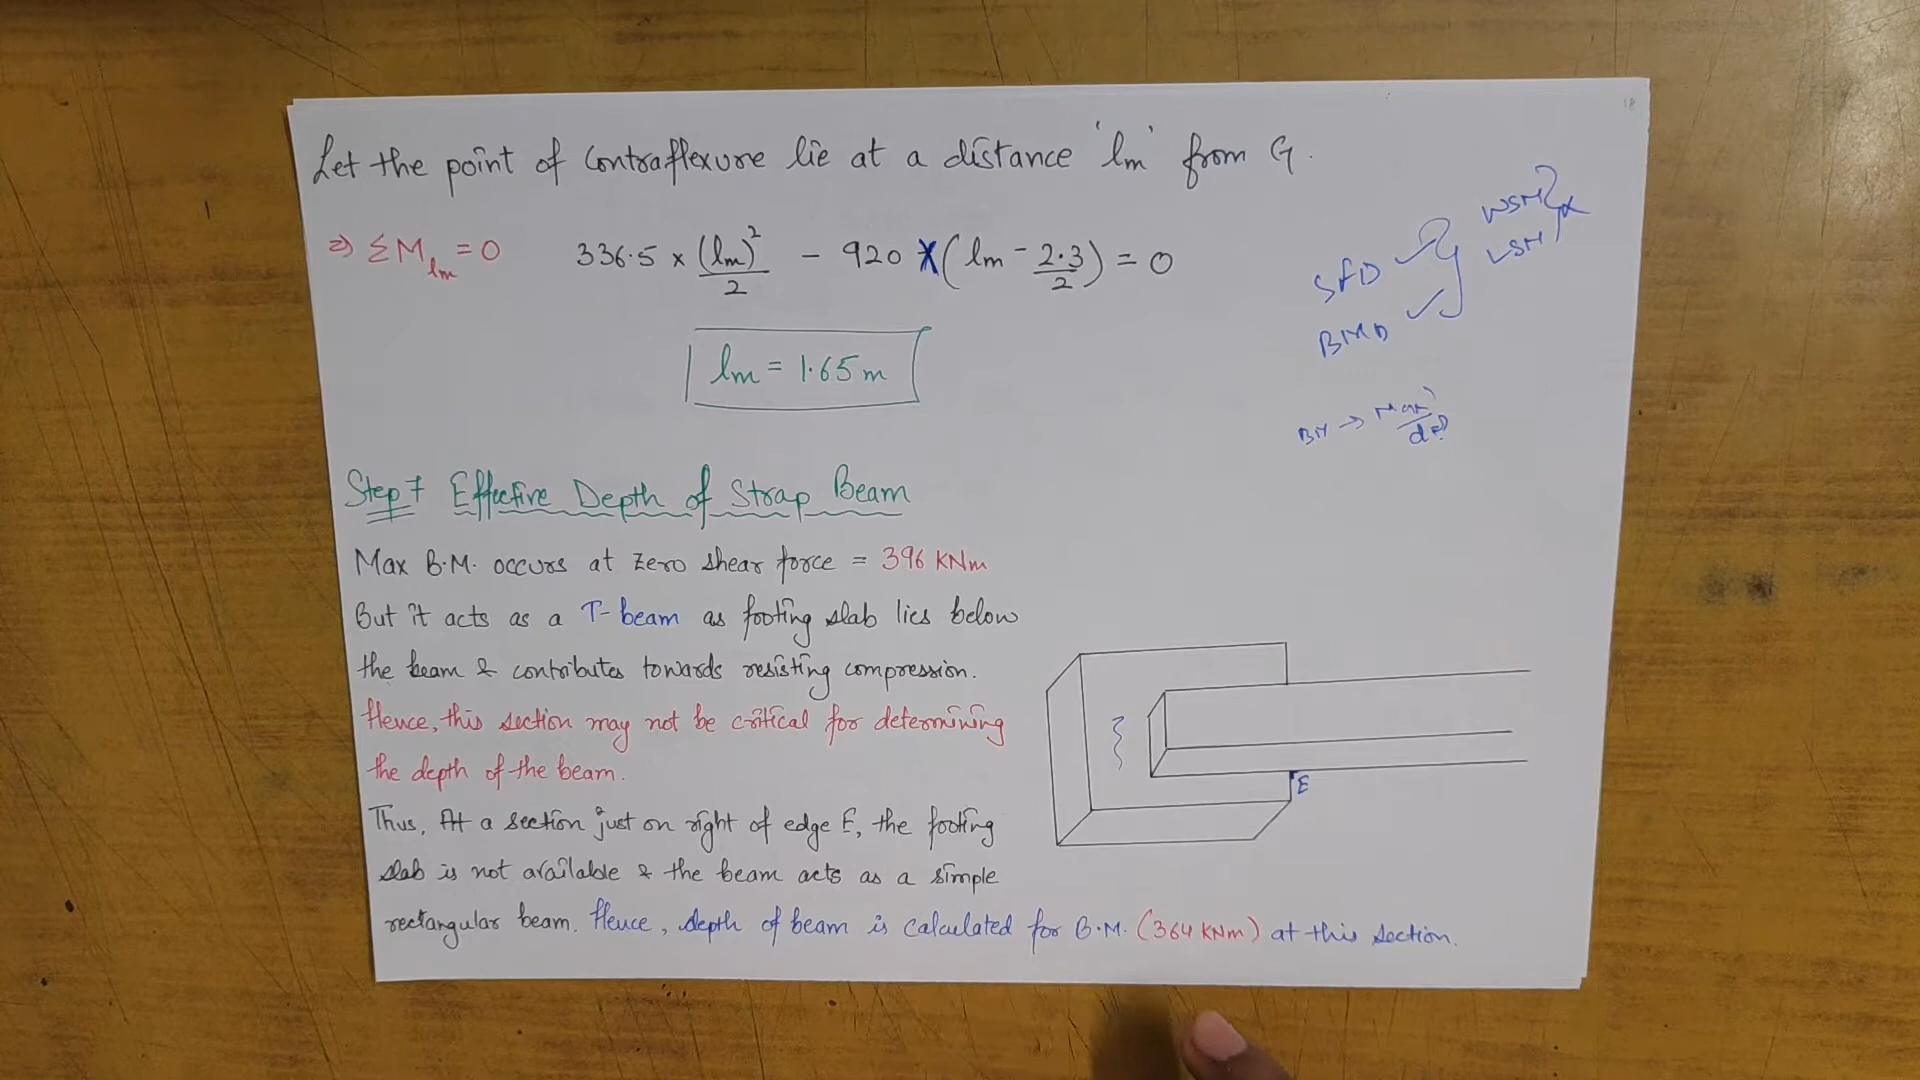 18
Let the point of Contraflexure lie at a distance 'lm' from G.
⇒ ΣM_lm = 0 336.5 × (lm)²/2 - 920 × (lm - 2.3/2) = 0
lm = 1.65 m
WSM
LSM
SFD
BMD
BM → Max/d
Step 7 Effective Depth of Strap Beam
Max B.M. occurs at zero shear force = 396 KNm
But it acts as a T-beam as footing slab lies below
the beam & contributes towards resisting compression.
Hence, this section may not be critical for determining
the depth of the beam.
Thus, At a section just on right of edge E, the footing
slab is not available & the beam acts as a simple
rectangular beam. Hence, depth of beam is calculated for B.M. (364 KNm) at this section.
E